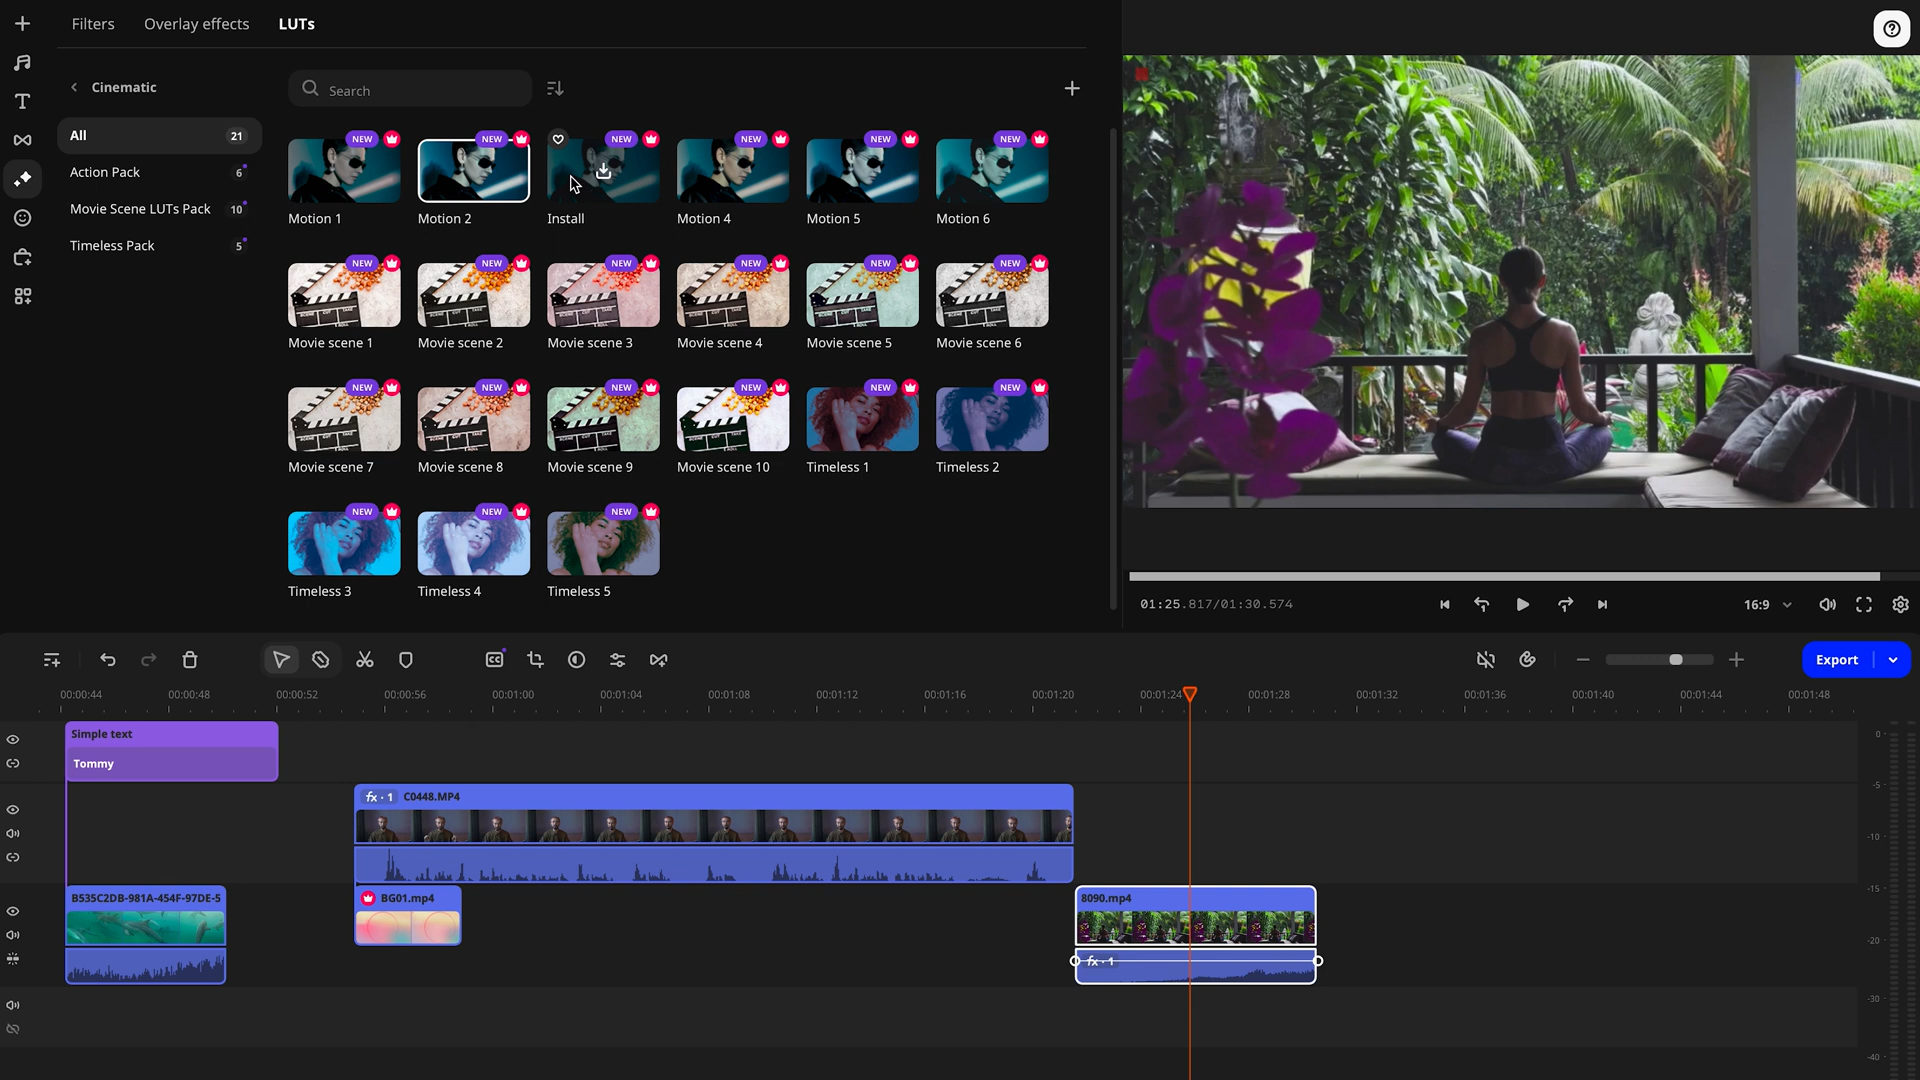 Filters
Overlay effects
LUTs
Cinematic
Search
All
21
Action Pack
6
Movie Scene LUTs Pack
10
Timeless Pack
5
NEW
NEW
NEW
NEW
NEW
NEW
Motion 1
Motion 2
Install
Motion 4
Motion 5
Motion 6
NEW
NEW
NEW
NEW
NEW
NEW
Movie scene 1
Movie scene 2
Movie scene 3
Movie scene 4
Movie scene 5
Movie scene 6
NEW
NEW
NEW
NEW
NEW
NEW
Movie scene 7
Movie scene 8
Movie scene 9
Movie scene 10
Timeless 1
Timeless 2
NEW
NEW
NEW
Timeless 3
Timeless 4
Timeless 5
01:25.817/01:30.574
16:9
CC
Export
00:00:44
00:00:48
00:00:52
00:00:56
00:01:00
00:01:04
00:01:08
00:01:12
00:01:16
00:01:20
00:01:24
00:01:28
00:01:32
00:01:36
00:01:40
00:01:44
00:01:48
Simple text
Tommy
fx · 1
C0448.MP4
B535C2DB-981A-454F-97DE-5
BG01.mp4
8090.mp4
fx · 1
0
-5
-10
-15
-20
-30
-40